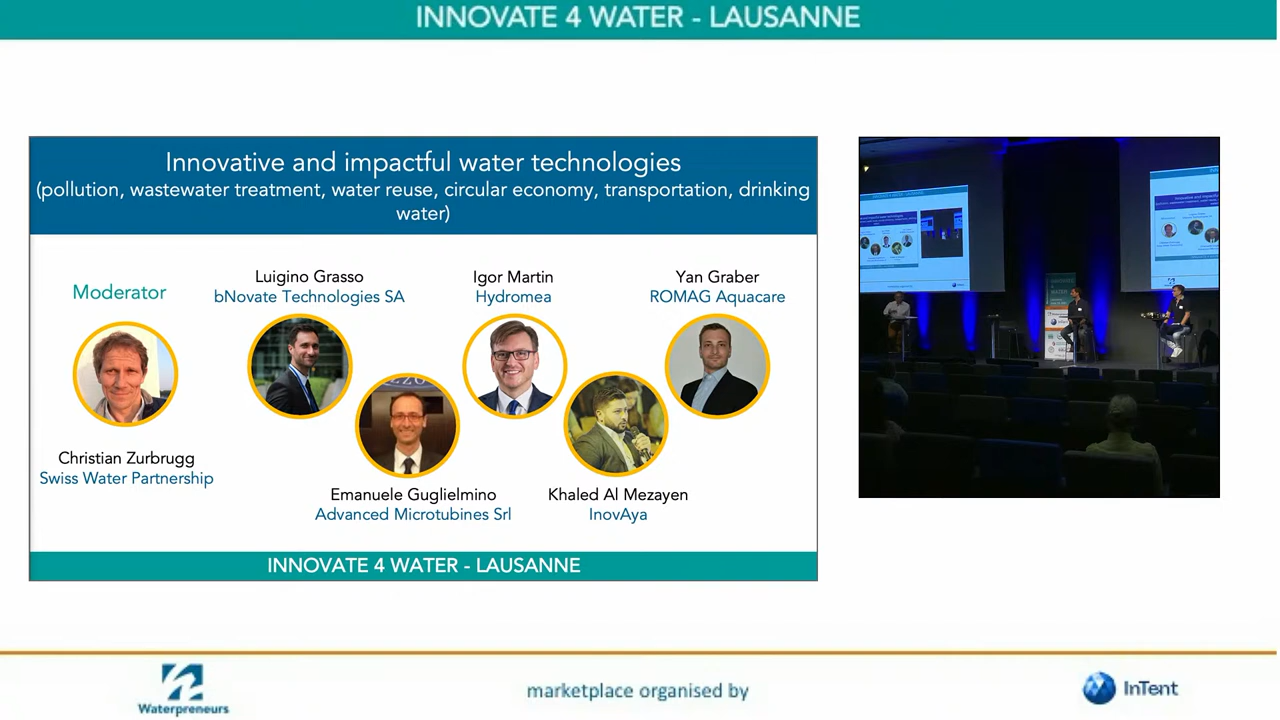 INNOVATE 4 WATER - LAUSANNE
Innovative and impactful water technologies
(pollution, wastewater treatment, water reuse, circular economy, transportation, drinking
water)
Moderator
Christian Zurbrugg
Swiss Water Partnership
Luigino Grasso
bNovate Technologies SA
Emanuele Guglielmino
Advanced Microtubines Srl
Igor Martin
Hydromea
Khaled Al Mezayen
InovAya
Yan Graber
ROMAG Aquacare
INNOVATE 4 WATER - LAUSANNE
Waterpreneurs
marketplace organised by
InTent